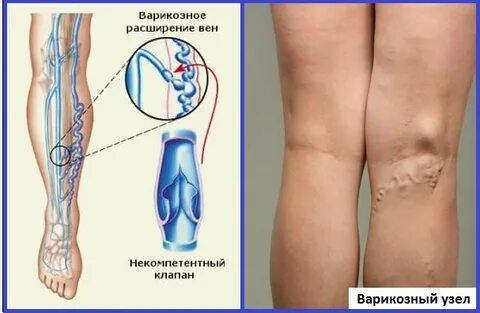 Варикозное
расширение вен
Некомпетентный
клапан
Варикозный узел